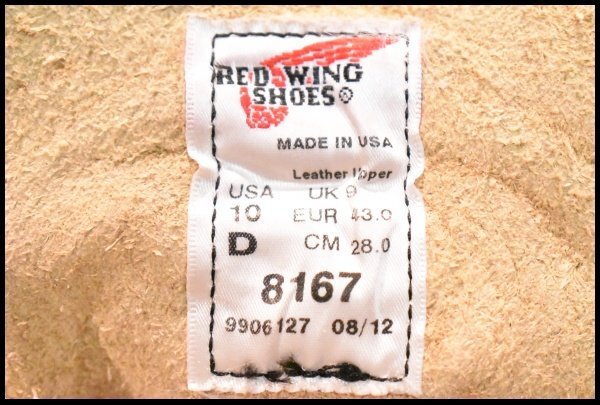 RED WING
SHOES®
MADE IN USA
Leather Upper
USA UK 9
10 EUR 43.0
D CM 28.0
8167
9906127 08/12